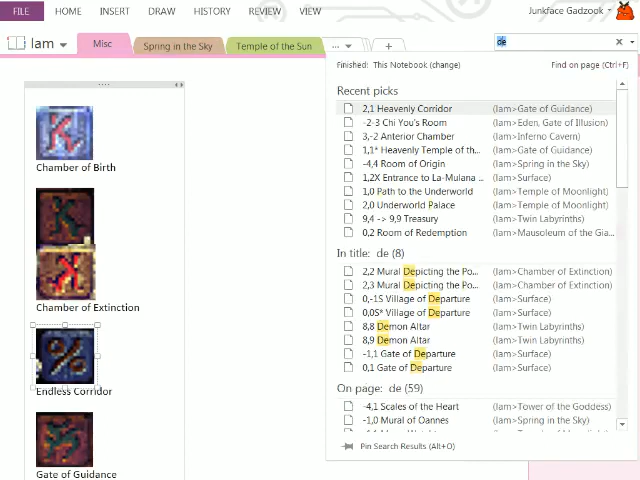 FILE HOME INSERT DRAW HISTORY REVIEW VIEW Junkface Gadzook
lam Misc Spring in the Sky Temple of the Sun ... + de
Finished: This Notebook (change) Find on page (Ctrl+F)
Recent picks
2,1 Heavenly Corridor (lam>Gate of Guidance)
-2-3 Chi You's Room (lam>Eden, Gate of Illusion)
3,-2 Anterior Chamber (lam>Inferno Cavern)
1,1* Heavenly Temple of th... (lam>Gate of Guidance)
-4,4 Room of Origin (lam>Spring in the Sky)
1,2X Entrance to La-Mulana ... (lam>Surface)
1,0 Path to the Underworld (lam>Temple of Moonlight)
2,0 Underworld Palace (lam>Temple of Moonlight)
9,4 -> 9,9 Treasury (lam>Twin Labyrinths)
0,2 Room of Redemption (lam>Mausoleum of the Gia...
In title: de (8)
2,2 Mural Depicting the Po... (lam>Chamber of Extinction)
2,3 Mural Depicting the Po... (lam>Chamber of Extinction)
0,-1S Village of Departure (lam>Surface)
0,0S* Village of Departure (lam>Surface)
8,8 Demon Altar (lam>Twin Labyrinths)
8,9 Demon Altar (lam>Twin Labyrinths)
-1,1 Gate of Departure (lam>Surface)
0,1 Gate of Departure (lam>Surface)
On page: de (59)
-4,1 Scales of the Heart (lam>Tower of the Goddess)
-1,0 Mural of Oannes (lam>Spring in the Sky)
Pin Search Results (Alt+O)
Chamber of Birth
Chamber of Extinction
Endless Corridor
Gate of Guidance